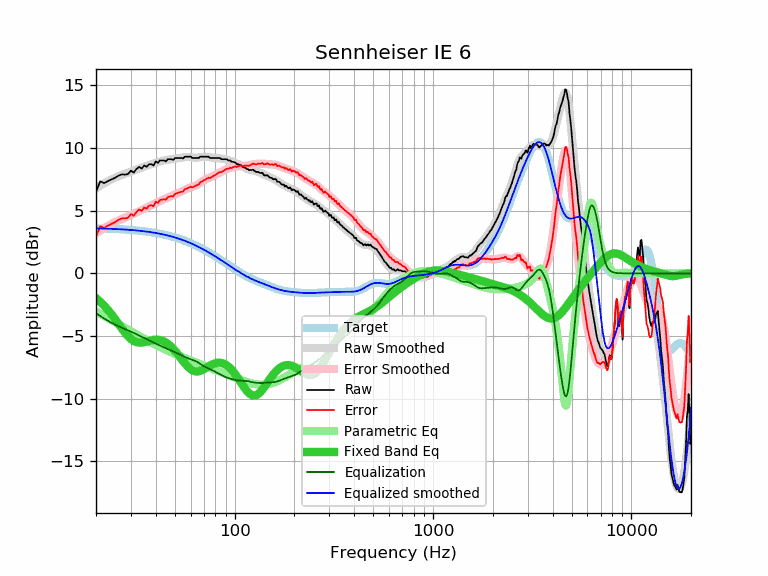 Sennheiser IE 6
15
10
5
0
−5
−10
−15
Amplitude (dBr)
Target
Raw Smoothed
Error Smoothed
Raw
Error
Parametric Eq
Fixed Band Eq
Equalization
Equalized smoothed
100
1000
10000
Frequency (Hz)